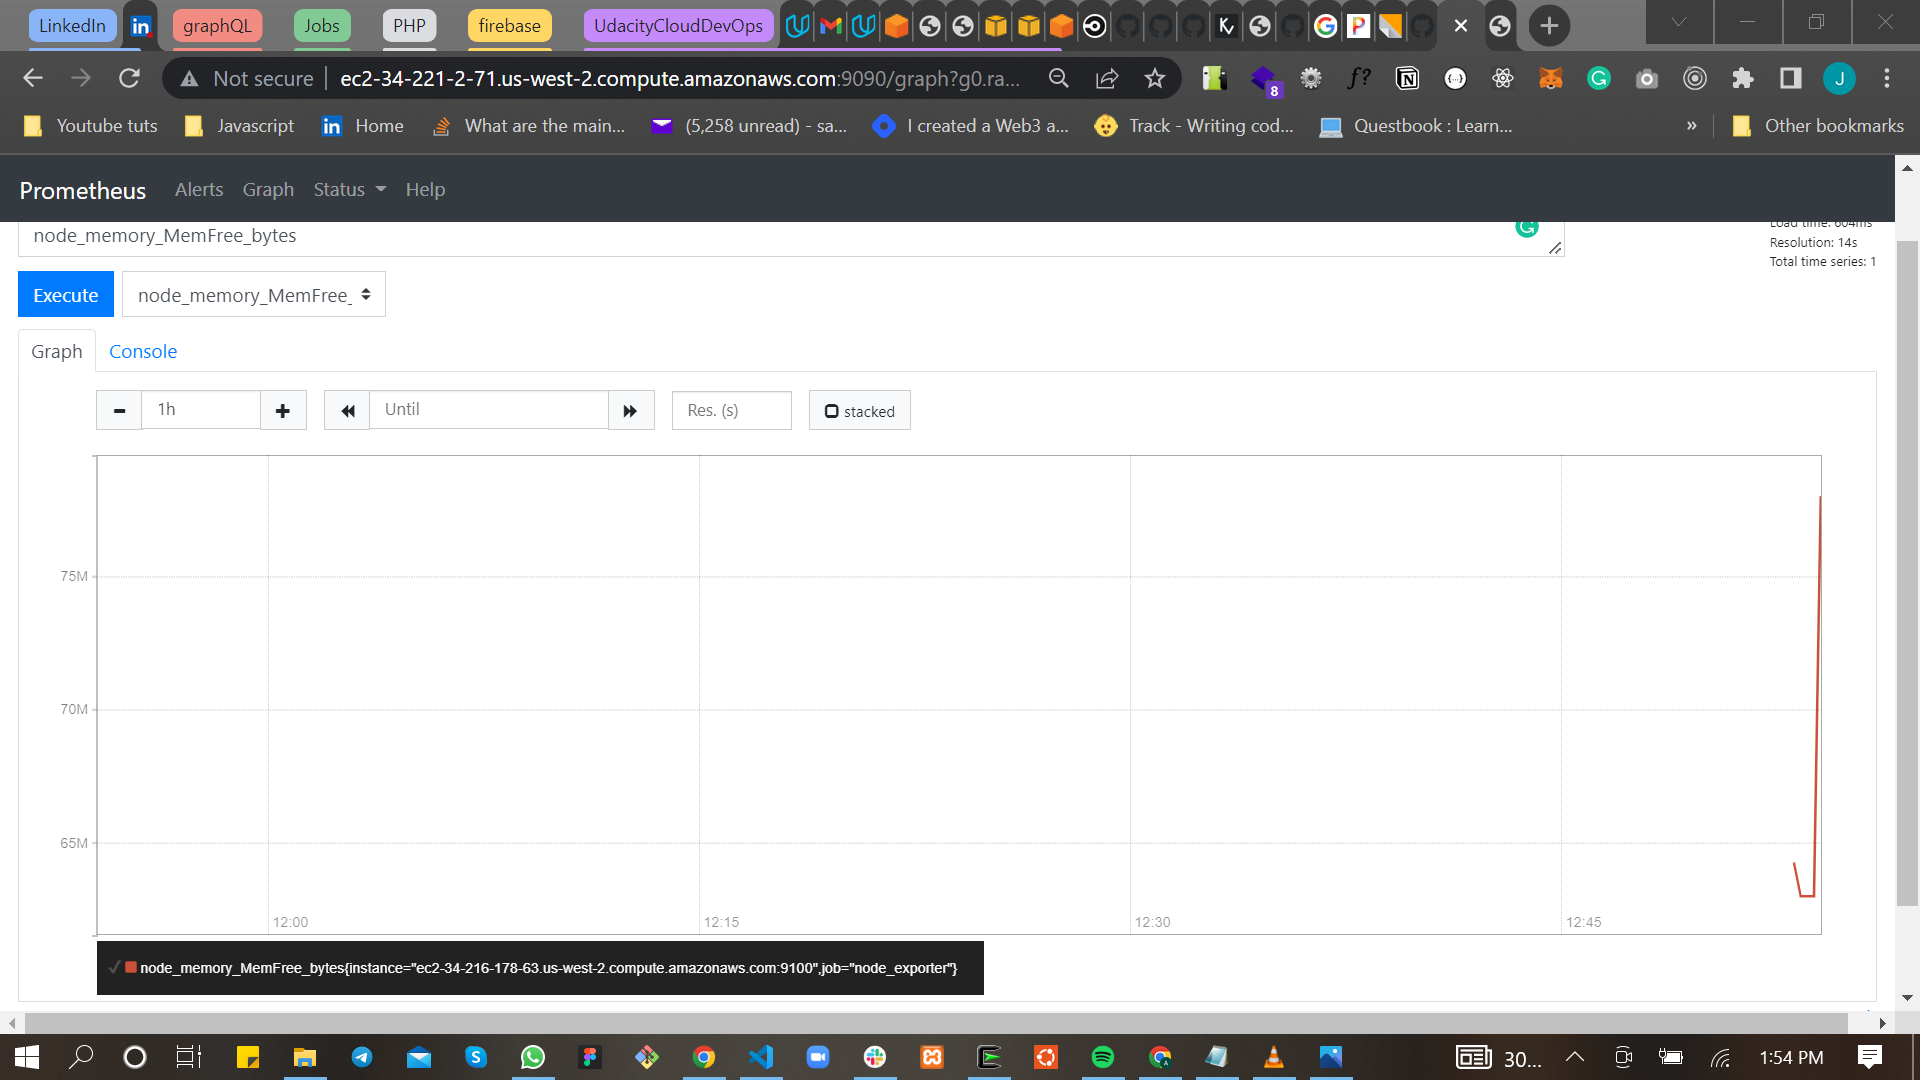 LinkedIn graphQL Jobs PHP firebase UdacityCloudDevOps
Not secure ec2-34-221-2-71.us-west-2.compute.amazonaws.com:9090/graph?g0.ra...
8
J
Youtube tuts Javascript Home What are the main... (5,258 unread) - sa... I created a Web3 a... Track - Writing cod... Questbook : Learn... » Other bookmarks
Prometheus Alerts Graph Status Help
node_memory_MemFree_bytes
Load time: 604ms
Resolution: 14s
Total time series: 1
Execute node_memory_MemFree_
Graph Console
1h Until Res. (s) stacked
75M
70M
65M
12:00 12:15 12:30 12:45
node_memory_MemFree_bytes{instance="ec2-34-216-178-63.us-west-2.compute.amazonaws.com:9100",job="node_exporter"}
30... 1:54 PM